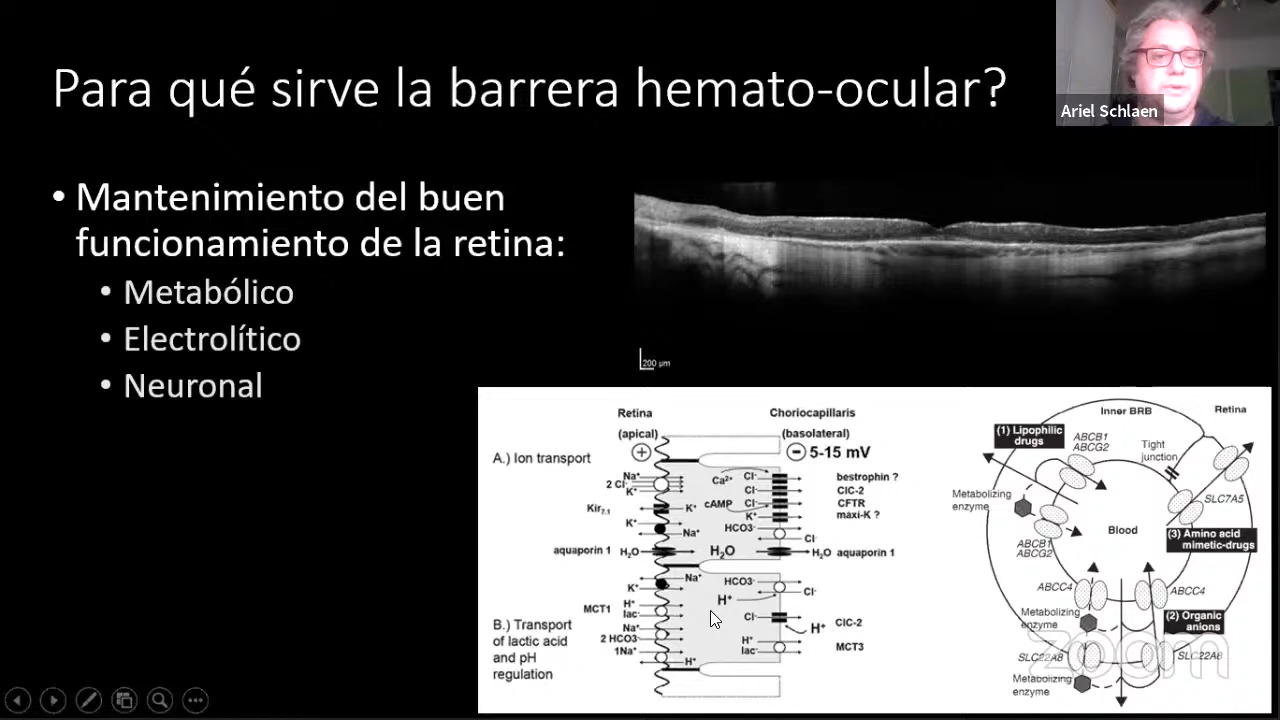 Para qué sirve la barrera hemato-ocular?
Ariel Schlaen
• Mantenimiento del buen
funcionamiento de la retina:
• Metabólico
• Electrolítico
• Neuronal
200 µm
Retina
(apical)
Choriocapillaris
(basolateral)
5-15 mV
A.) Ion transport
Na⁺
2 Cl⁻
K⁺
Kir7.1
K⁺
K⁺
Na⁺
Ca²⁺
cAMP
Cl⁻
Cl⁻
Cl⁻
K⁺
HCO3⁻
Cl⁻
bestrophin ?
ClC-2
CFTR
maxi-K ?
aquaporin 1 H₂O
H₂O
H₂O aquaporin 1
Na⁺
K⁺
HCO3⁻
Cl⁻
H⁺
MCT1
H⁺
lac⁻
Na⁺
2 HCO3⁻
1Na⁺
H⁺
Cl⁻
H⁺
ClC-2
H⁺
lac⁻
MCT3
B.) Transport
of lactic acid
and pH
regulation
Inner BRB
Retina
(1) Lipophilic
drugs
ABCB1
ABCG2
Tight
junction
SLC7A5
Metabolizing
enzyme
Blood
(3) Amino acid
mimetic-drugs
ABCB1
ABCG2
ABCC4
ABCC4
Metabolizing
enzyme
(2) Organic
anions
SLC22A8
SLC22A8
Metabolizing
enzyme
zoom